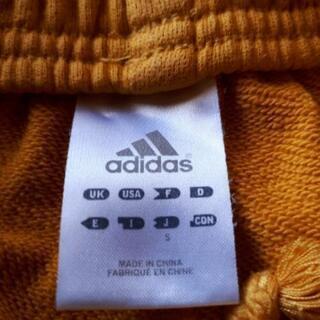 adidas
UK USA F D
E I J CON
S
MADE IN CHINA
FABRIQUÉ EN CHINE